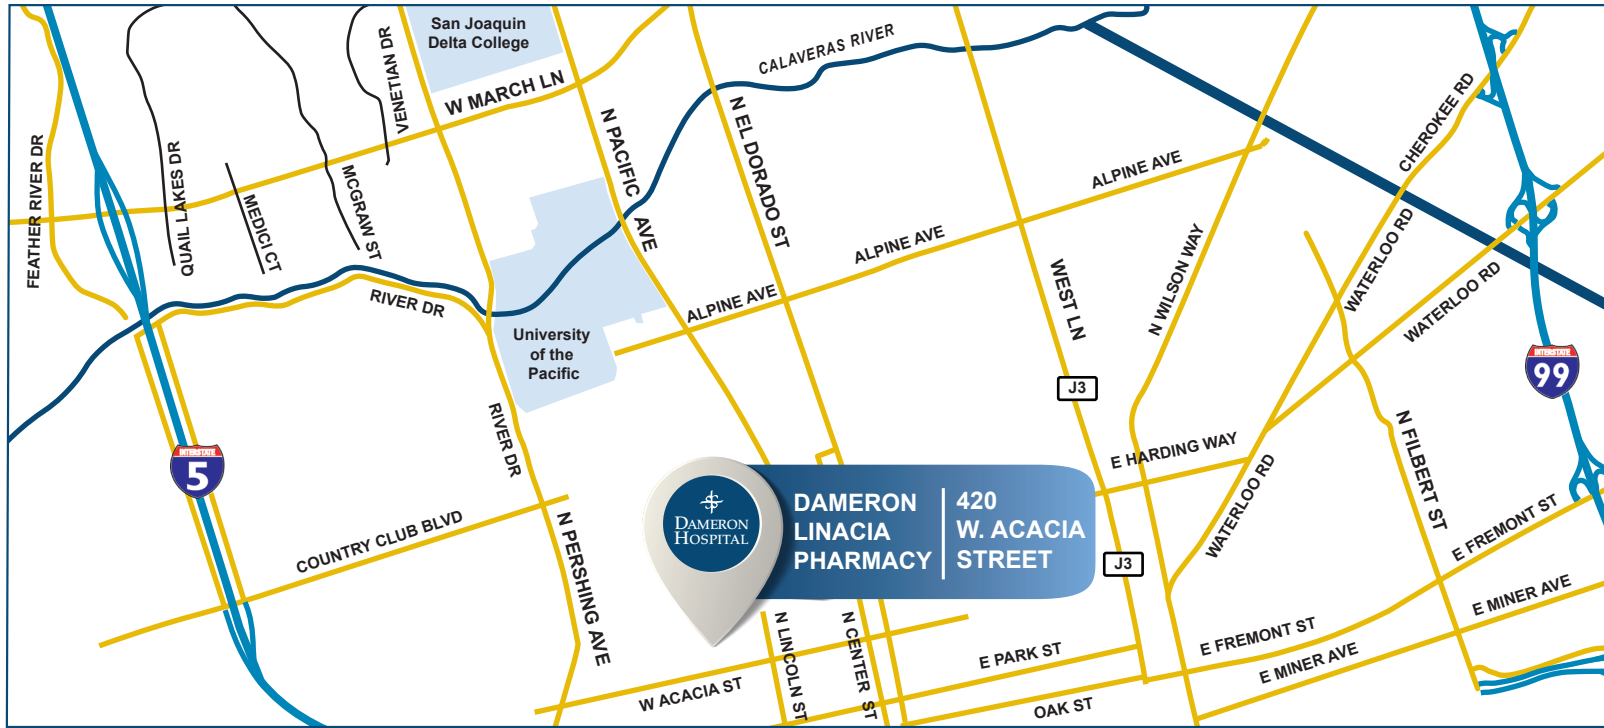 San Joaquin
Delta College
W MARCH LN
VENETIAN DR
CALAVERAS RIVER
FEATHER RIVER DR
QUAIL LAKES DR
MEDICI CT
MCGRAW ST
N PACIFIC
AVE
N EL DORADO ST
ALPINE AVE
ALPINE AVE
ALPINE AVE
CHEROKEE RD
WATERLOO RD
WATERLOO RD
N WILSON WAY
WEST LN
RIVER DR
University
of the
Pacific
RIVER DR
J3
INTERSTATE
99
INTERSTATE
5
E HARDING WAY
WATERLOO RD
N FILBERT ST
COUNTRY CLUB BLVD
N PERSHING AVE
DAMERON
HOSPITAL
DAMERON
LINACIA
PHARMACY
420
W. ACACIA
STREET
J3
E FREMONT ST
E MINER AVE
N LINCOLN ST
N CENTER ST
E PARK ST
E FREMONT ST
E MINER AVE
W ACACIA ST
OAK ST